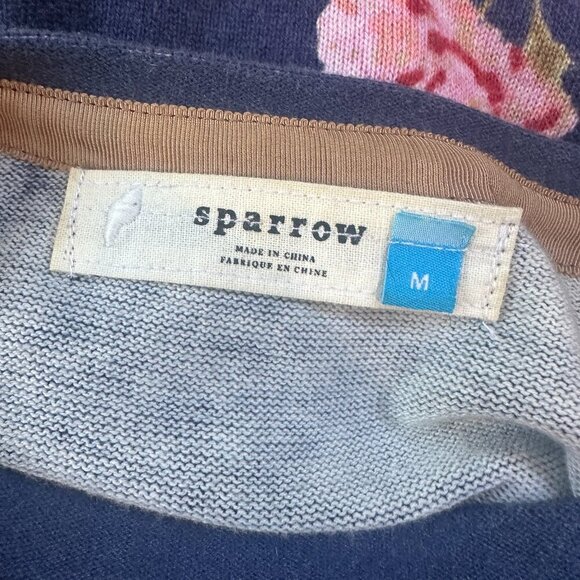 sparrow
MADE IN CHINA
FABRIQUE EN CHINE
M